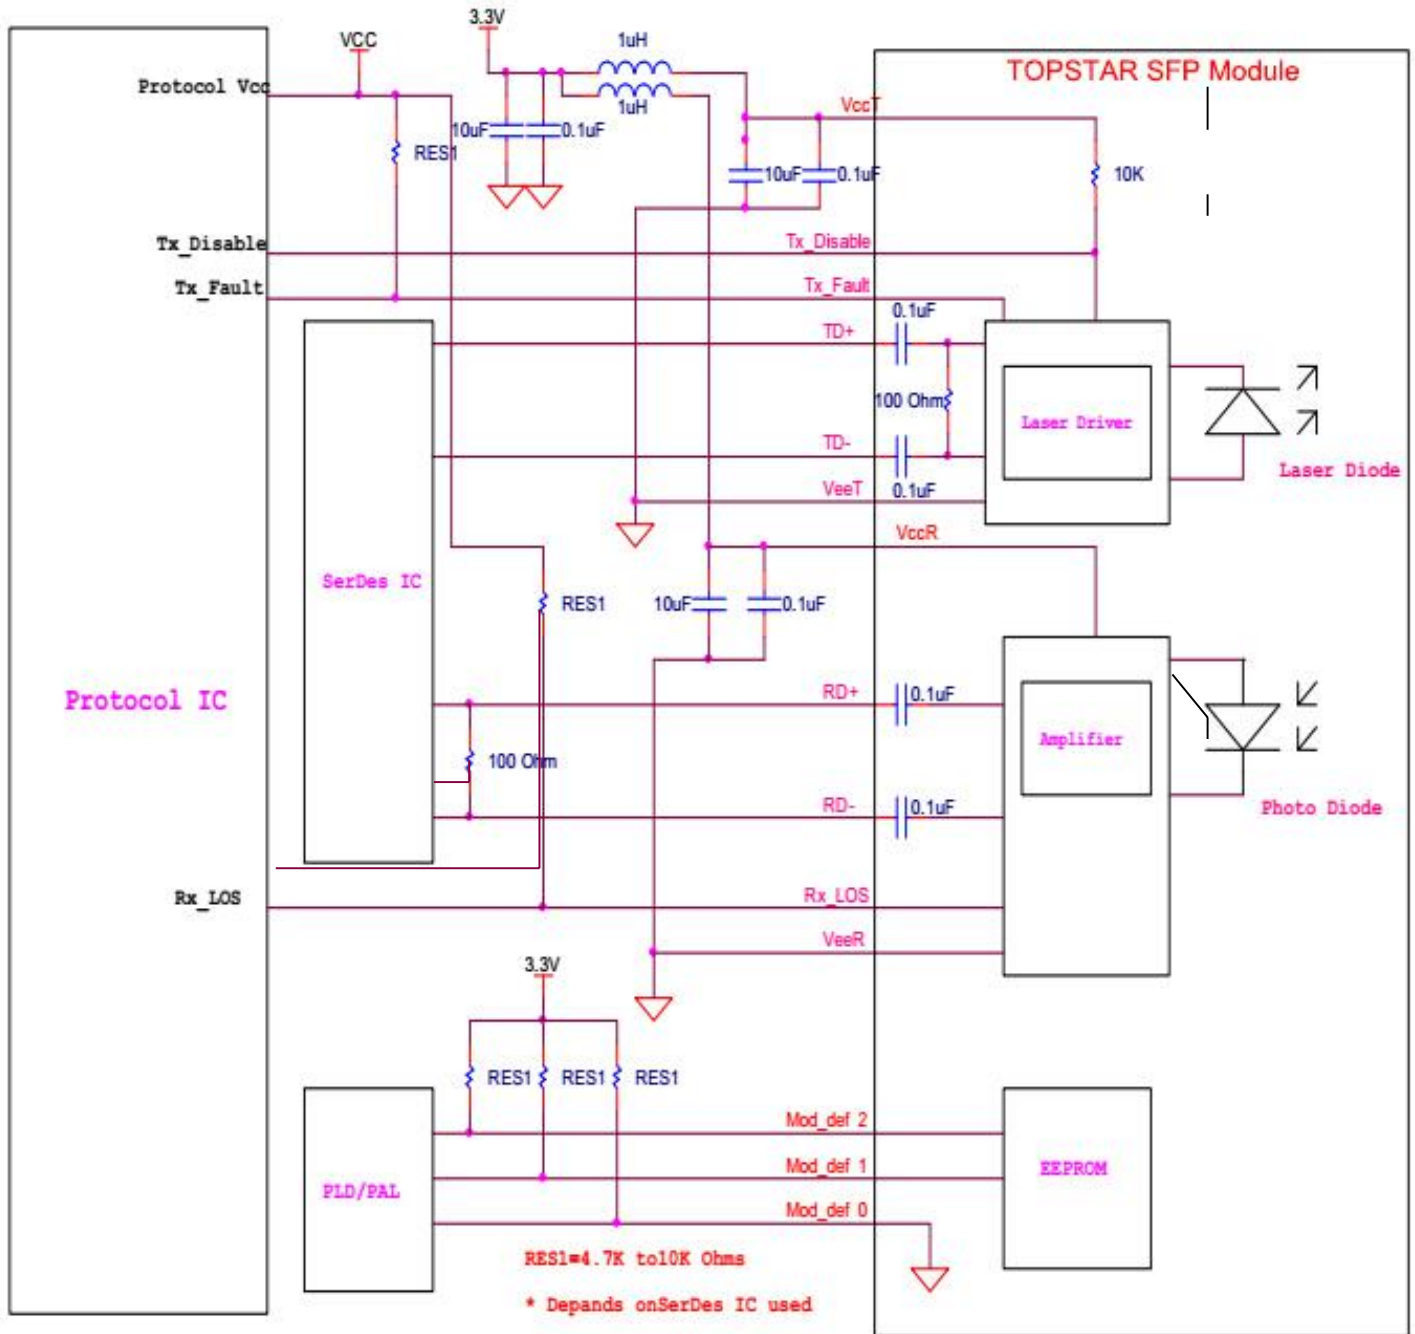 3.3V
VCC
1uH
TOPSTAR SFP Module
Protocol Vcc
1uH
VccT
10uF
0.1uF
RES1
10uF
0.1uF
10K
Tx_Disable
Tx_Disable
Tx_Fault
Tx_Fault
0.1uF
TD+
100 Ohm
Laser Driver
TD-
Laser Diode
VeeT
0.1uF
VccR
SerDes IC
RES1
10uF
0.1uF
Protocol IC
RD+
0.1uF
Amplifier
100 Ohm
RD-
0.1uF
Photo Diode
Rx_LOS
Rx_LOS
VeeR
3.3V
RES1
RES1
RES1
Mod_def 2
Mod_def 1
EEPROM
PLD/PAL
Mod_def 0
RES1=4.7K to10K Ohms
* Depands onSerDes IC used